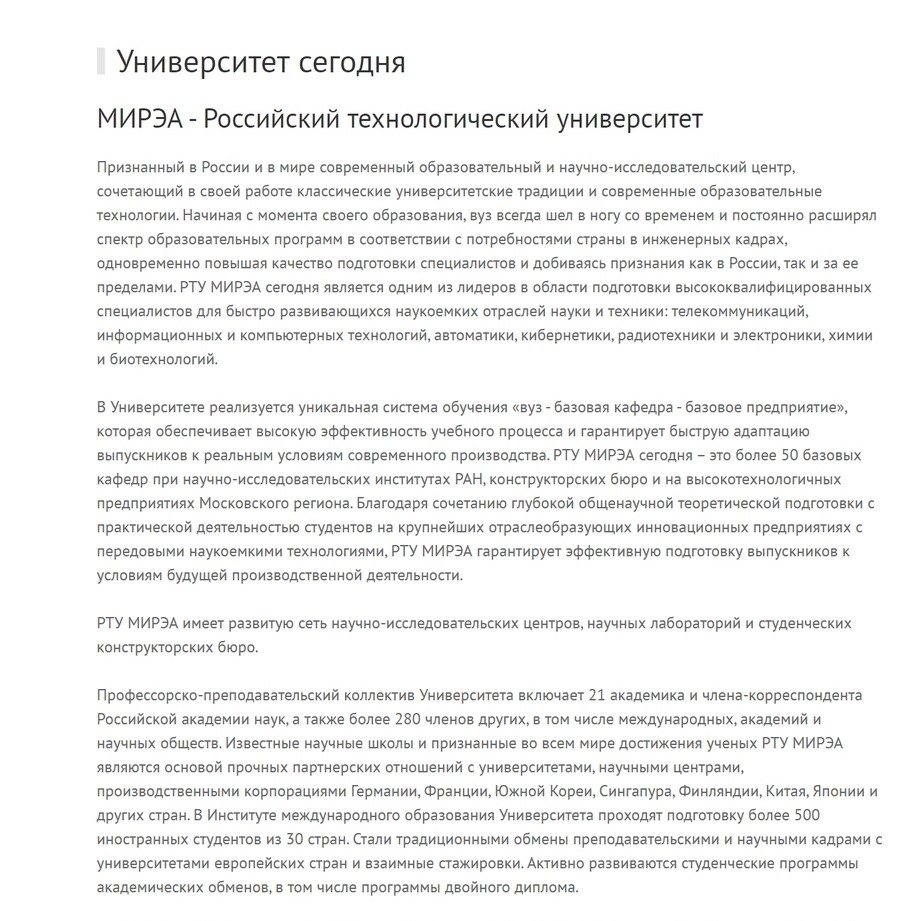 Университет сегодня
МИРЭА - Российский технологический университет
Признанный в России и в мире современный образовательный и научно-исследовательский центр,
сочетающий в своей работе классические университетские традиции и современные образовательные
технологии. Начиная с момента своего образования, вуз всегда шел в ногу со временем и постоянно расширял
спектр образовательных программ в соответствии с потребностями страны в инженерных кадрах,
одновременно повышая качество подготовки специалистов и добиваясь признания как в России, так и за ее
пределами. РТУ МИРЭА сегодня является одним из лидеров в области подготовки высококвалифицированных
специалистов для быстро развивающихся наукоемких отраслей науки и техники: телекоммуникаций,
информационных и компьютерных технологий, автоматики, кибернетики, радиотехники и электроники, химии
и биотехнологий.
В Университете реализуется уникальная система обучения «вуз - базовая кафедра - базовое предприятие»,
которая обеспечивает высокую эффективность учебного процесса и гарантирует быструю адаптацию
выпускников к реальным условиям современного производства. РТУ МИРЭА сегодня – это более 50 базовых
кафедр при научно-исследовательских институтах РАН, конструкторских бюро и на высокотехнологичных
предприятиях Московского региона. Благодаря сочетанию глубокой общенаучной теоретической подготовки с
практической деятельностью студентов на крупнейших отраслеобразующих инновационных предприятиях с
передовыми наукоемкими технологиями, РТУ МИРЭА гарантирует эффективную подготовку выпускников к
условиям будущей производственной деятельности.
РТУ МИРЭА имеет развитую сеть научно-исследовательских центров, научных лабораторий и студенческих
конструкторских бюро.
Профессорско-преподавательский коллектив Университета включает 21 академика и члена-корреспондента
Российской академии наук, а также более 280 членов других, в том числе международных, академий и
научных обществ. Известные научные школы и признанные во всем мире достижения ученых РТУ МИРЭА
являются основой прочных партнерских отношений с университетами, научными центрами,
производственными корпорациями Германии, Франции, Южной Кореи, Сингапура, Финляндии, Китая, Японии и
других стран. В Институте международного образования Университета проходят подготовку более 500
иностранных студентов из 30 стран. Стали традиционными обмены преподавательскими и научными кадрами с
университетами европейских стран и взаимные стажировки. Активно развиваются студенческие программы
академических обменов, в том числе программы двойного диплома.